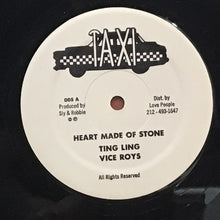 TAXI
005 A
Produced by
Sly & Robbie
© ℗
Dist. by
Love People
212-493-1647
HEART MADE OF STONE
TING LING
VICE ROYS
All Rights Reserved